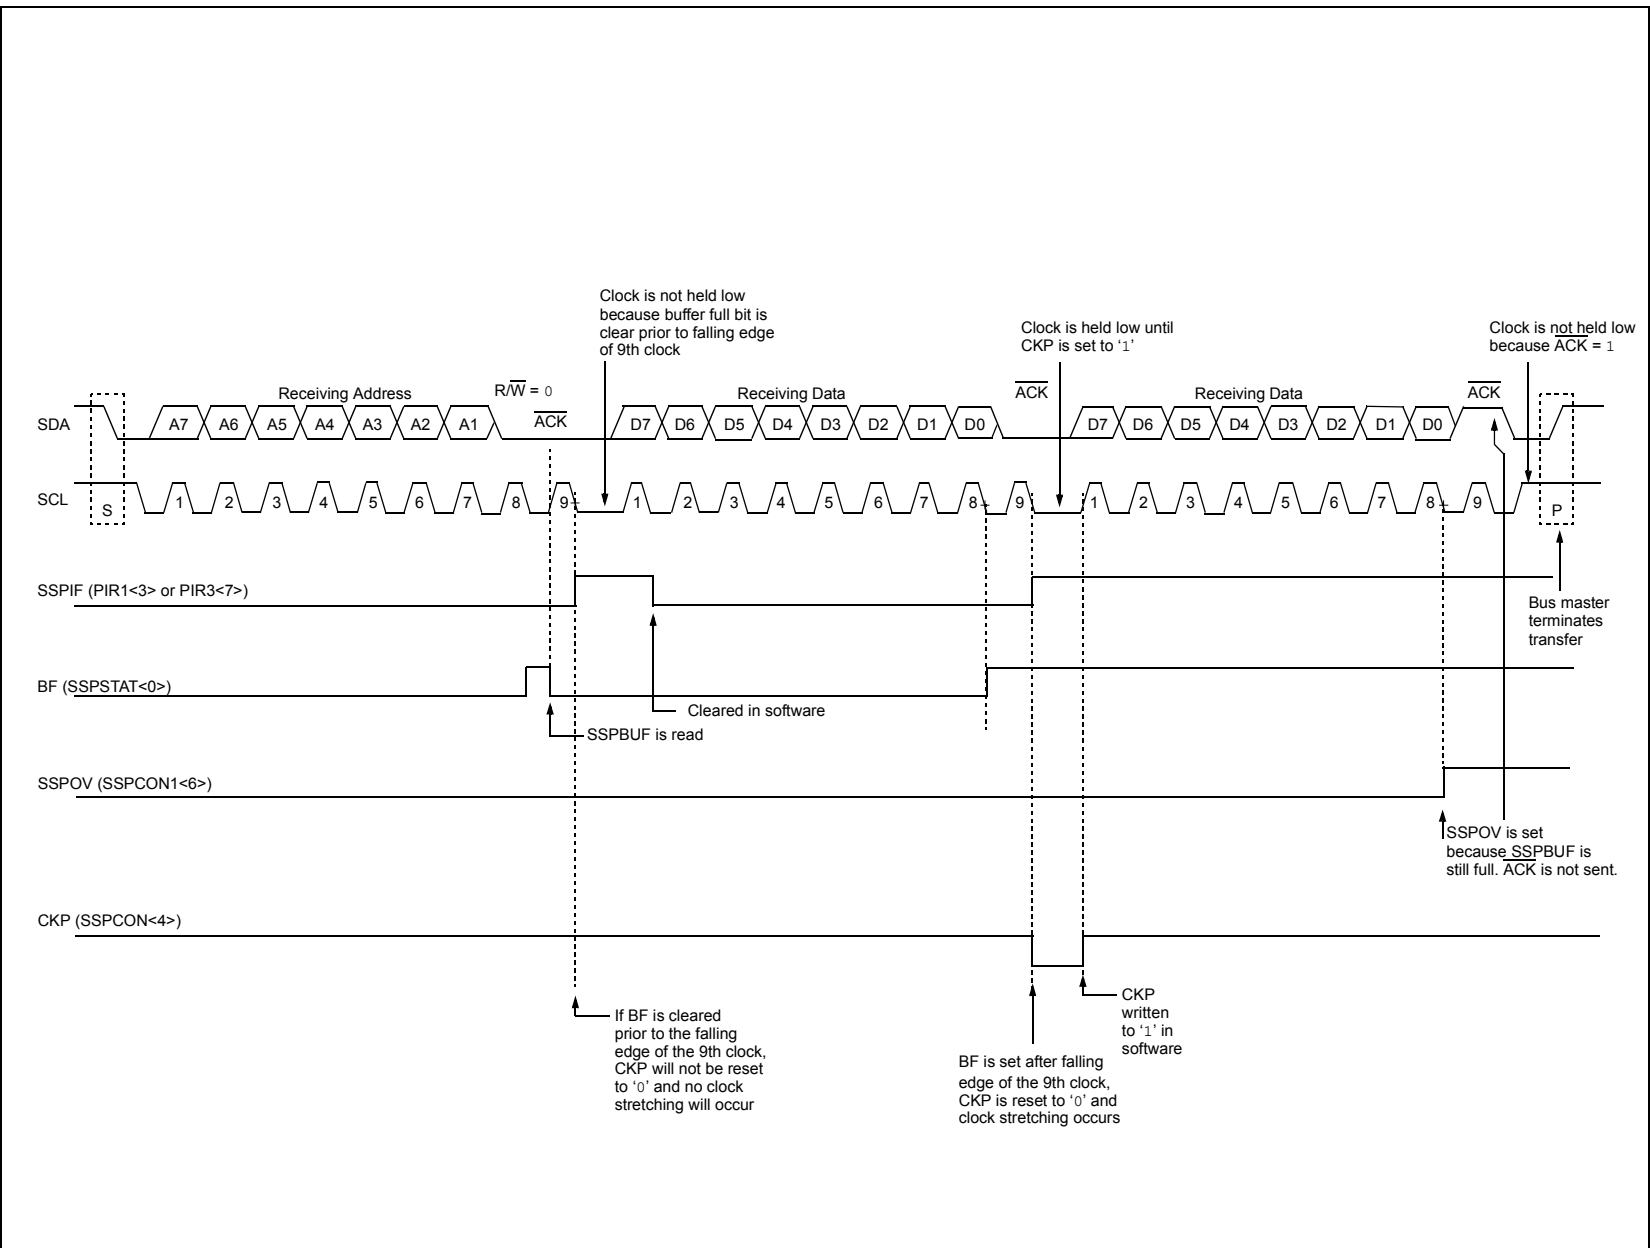 Clock is not held low
because buffer full bit is
clear prior to falling edge
of 9th clock
Clock is held low until
CKP is set to ‘1’
Clock is not held low
because ACK = 1
Receiving Address
R/W = 0
ACK
Receiving Data
ACK
Receiving Data
ACK
SDA
A7 A6 A5 A4 A3 A2 A1
D7 D6 D5 D4 D3 D2 D1 D0
D7 D6 D5 D4 D3 D2 D1 D0
SCL
S
1 2 3 4 5 6 7 8 9
1 2 3 4 5 6 7 8 9
1 2 3 4 5 6 7 8 9
P
SSPIF (PIR1<3> or PIR3<7>)
Bus master
terminates
transfer
BF (SSPSTAT<0>)
Cleared in software
SSPBUF is read
SSPOV (SSPCON1<6>)
SSPOV is set
because SSPBUF is
still full. ACK is not sent.
CKP (SSPCON<4>)
If BF is cleared
prior to the falling
edge of the 9th clock,
CKP will not be reset
to ‘0’ and no clock
stretching will occur
BF is set after falling
edge of the 9th clock,
CKP is reset to ‘0’ and
clock stretching occurs
CKP
written
to ‘1’ in
software